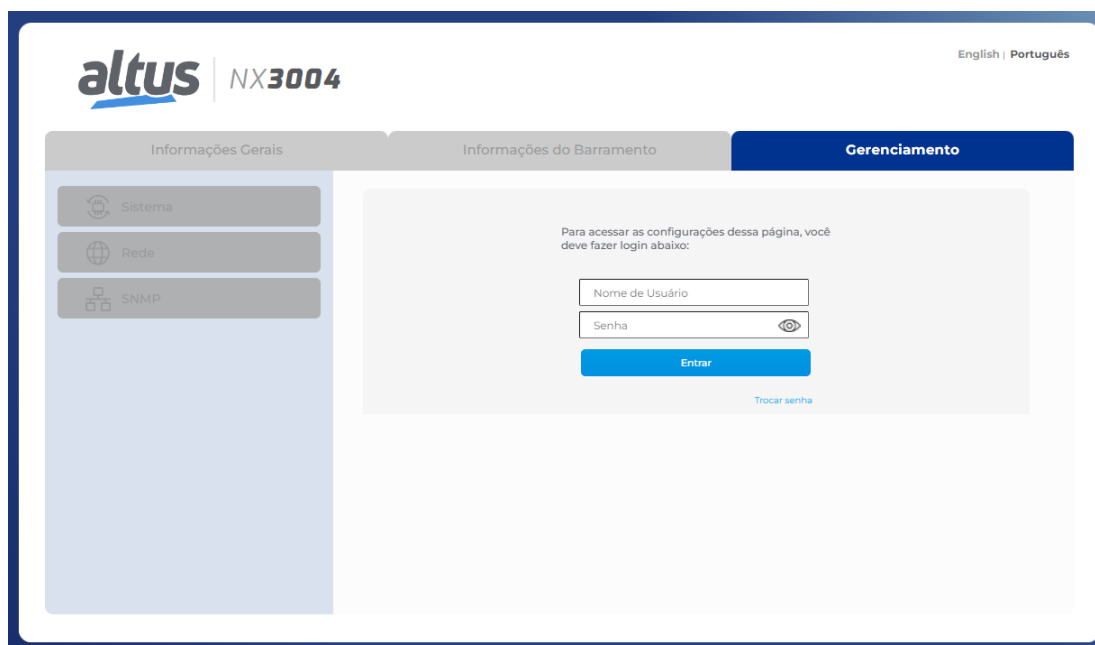 English | Português
altus NX3004
Informações Gerais
Informações do Barramento
Gerenciamento
Sistema
Rede
SNMP
Para acessar as configurações dessa página, você
deve fazer login abaixo:
Nome de Usuário
Senha
Entrar
Trocar senha